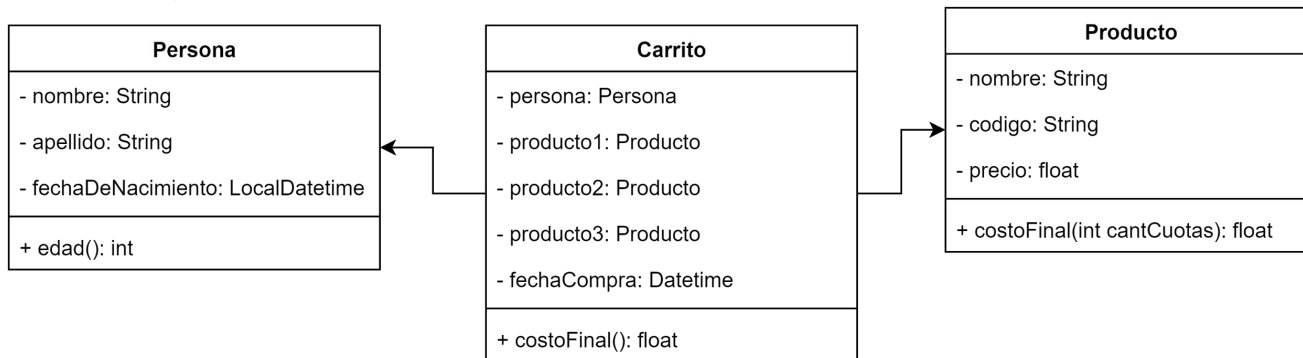 Persona
- nombre: String
- apellido: String
- fechaDeNacimiento: LocalDatetime
+ edad(): int
Carrito
- persona: Persona
- producto1: Producto
- producto2: Producto
- producto3: Producto
- fechaCompra: Datetime
+ costoFinal(): float
Producto
- nombre: String
- codigo: String
- precio: float
+ costoFinal(int cantCuotas): float